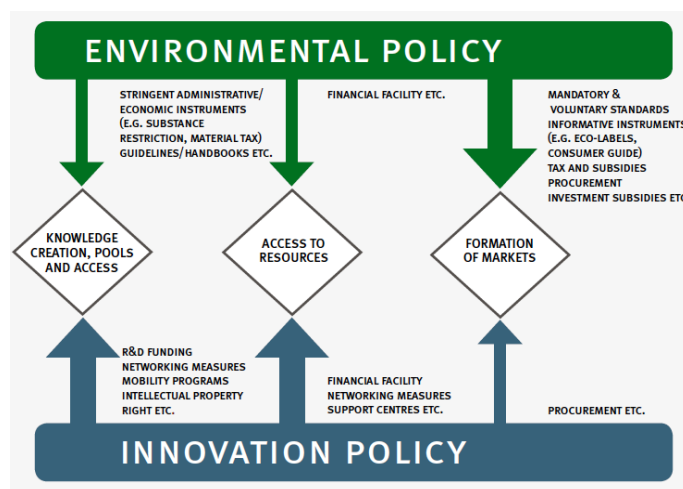 ENVIRONMENTAL POLICY
STRINGENT ADMINISTRATIVE/
ECONOMIC INSTRUMENTS
(E.G. SUBSTANCE
RESTRICTION, MATERIAL TAX)
GUIDELINES/HANDBOOKS ETC.
FINANCIAL FACILITY ETC.
MANDATORY &
VOLUNTARY STANDARDS
INFORMATIVE INSTRUMENTS
(E.G. ECO-LABELS,
CONSUMER GUIDE)
TAX AND SUBSIDIES
PROCUREMENT
INVESTMENT SUBSIDIES ETC
KNOWLEDGE
CREATION, POOLS
AND ACCESS
ACCESS TO
RESOURCES
FORMATION
OF MARKETS
R&D FUNDING
NETWORKING MEASURES
MOBILITY PROGRAMS
INTELLECTUAL PROPERTY
RIGHT ETC.
FINANCIAL FACILITY
NETWORKING MEASURES
SUPPORT CENTRES ETC.
PROCUREMENT ETC.
INNOVATION POLICY